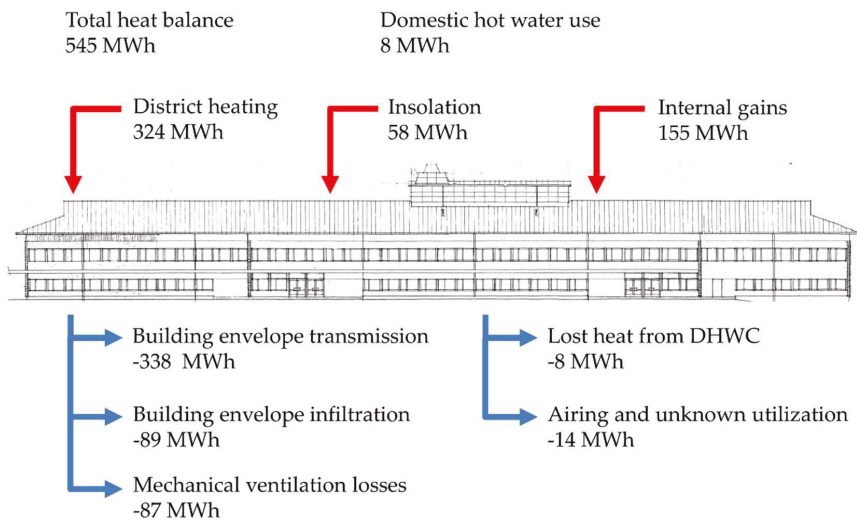 Total heat balance
545 MWh
Domestic hot water use
8 MWh
District heating
324 MWh
Insolation
58 MWh
Internal gains
155 MWh
Building envelope transmission
-338 MWh
Building envelope infiltration
-89 MWh
Mechanical ventilation losses
-87 MWh
Lost heat from DHWC
-8 MWh
Airing and unknown utilization
-14 MWh